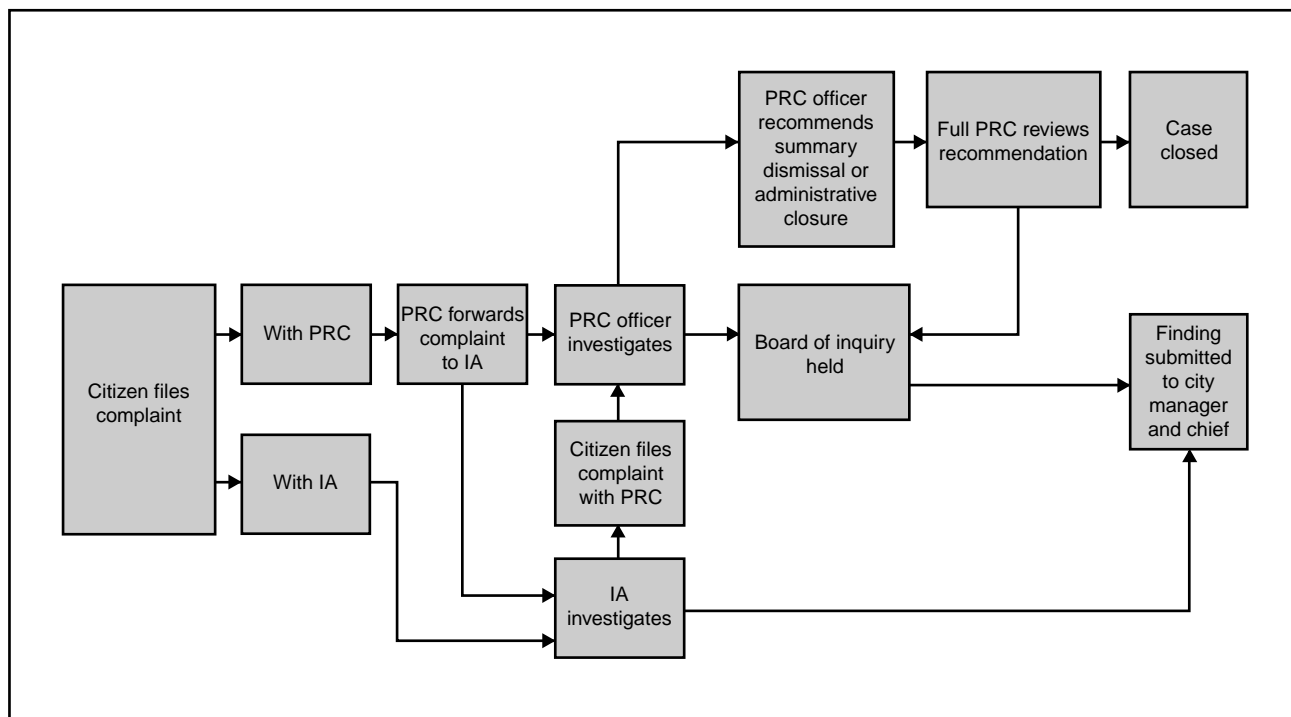 PRC officer
recommends
summary
dismissal or
administrative
closure
Full PRC reviews
recommendation
Case
closed
Citizen files
complaint
With PRC
PRC forwards
complaint
to IA
PRC officer
investigates
Board of inquiry
held
Finding
submitted
to city
manager
and chief
With IA
Citizen files
complaint
with PRC
IA
investigates